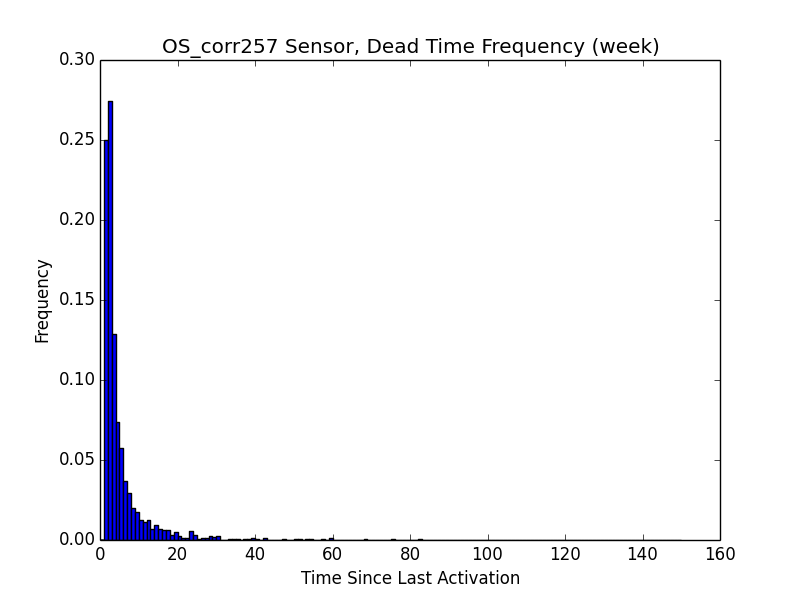 OS_corr257 Sensor, Dead Time Frequency (week)
0.30
0.25
0.20
0.15
0.10
0.05
0.00
Frequency
0 20 40 60 80 100 120 140 160
Time Since Last Activation